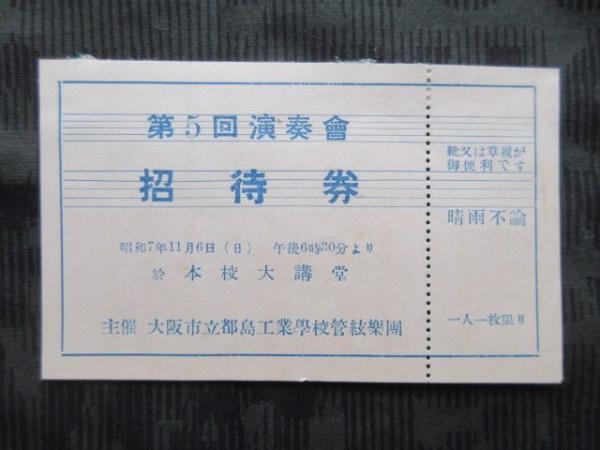 第5回演奏會
招待券
昭和7年11月6日(日) 午後6時30分より
於 本校大講堂
主催 大阪市立都島工業學校管絃樂團
靴又は草履が
御便利です
晴雨不論
一人一枚限り